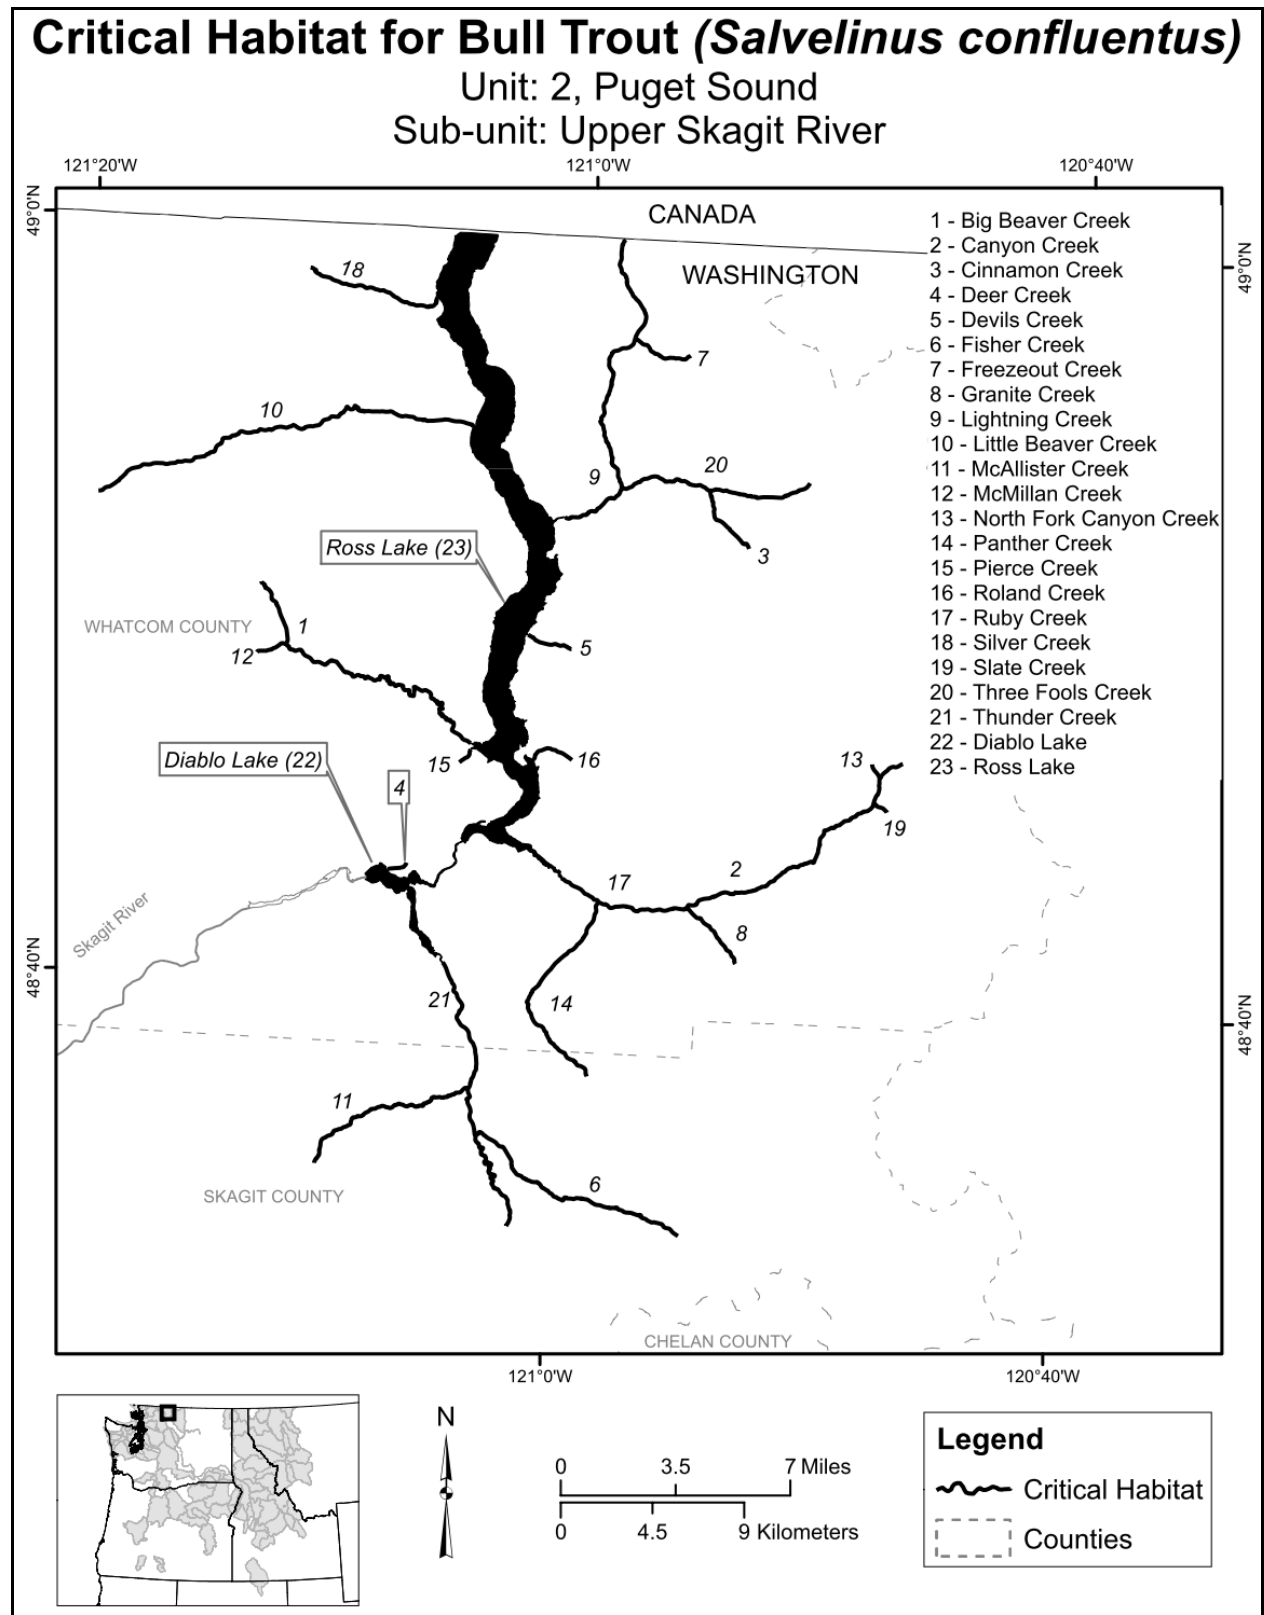 Critical Habitat for Bull Trout (Salvelinus confluentus)
Unit: 2, Puget Sound
Sub-unit: Upper Skagit River
121°20'W
121°0'W
120°40'W
49°0'N
49°0'N
CANADA
WASHINGTON
1 - Big Beaver Creek
2 - Canyon Creek
3 - Cinnamon Creek
4 - Deer Creek
5 - Devils Creek
6 - Fisher Creek
7 - Freezeout Creek
8 - Granite Creek
9 - Lightning Creek
10 - Little Beaver Creek
11 - McAllister Creek
12 - McMillan Creek
13 - North Fork Canyon Creek
14 - Panther Creek
15 - Pierce Creek
16 - Roland Creek
17 - Ruby Creek
18 - Silver Creek
19 - Slate Creek
20 - Three Fools Creek
21 - Thunder Creek
22 - Diablo Lake
23 - Ross Lake
18
7
10
9
20
3
Ross Lake (23)
WHATCOM COUNTY
1
12
5
Diablo Lake (22)
15
16
4
13
19
2
17
8
Skagit River
48°40'N
48°40'N
21
14
11
SKAGIT COUNTY
6
CHELAN COUNTY
121°0'W
120°40'W
N
0
3.5
7 Miles
0
4.5
9 Kilometers
Legend
Critical Habitat
Counties